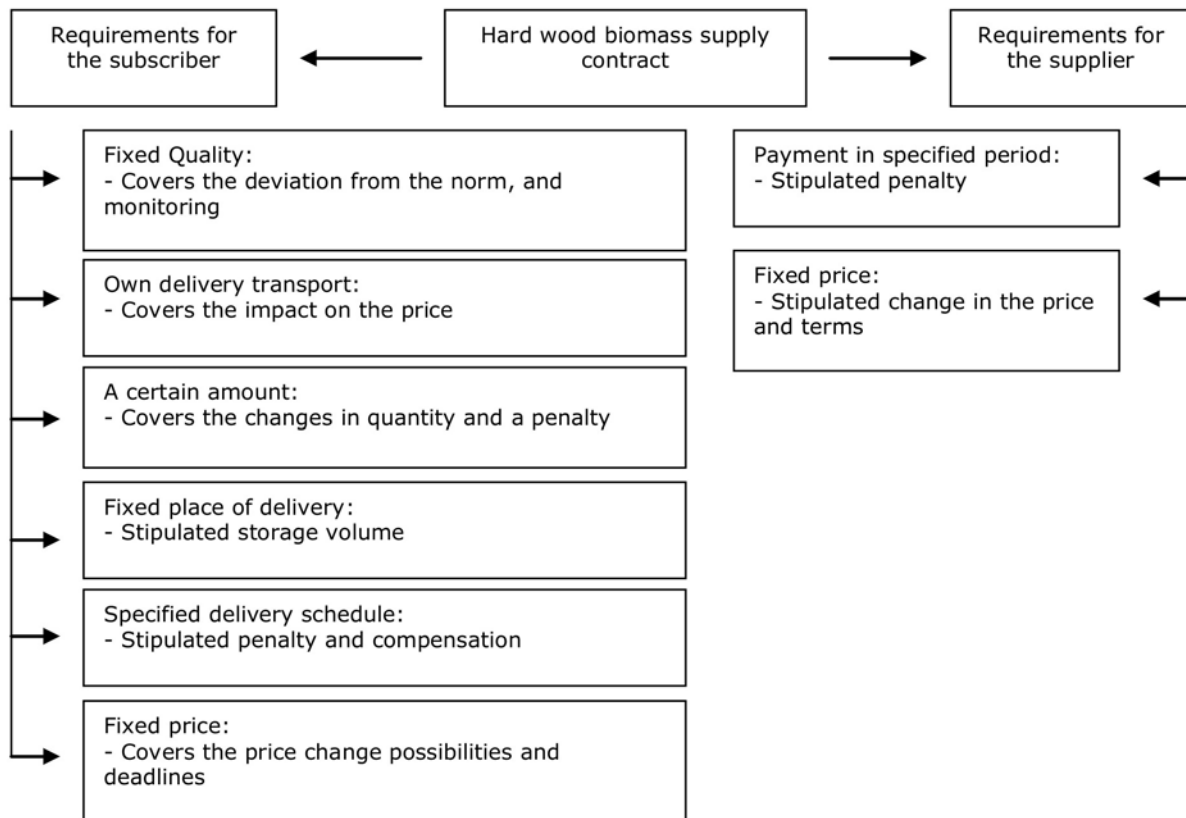 Requirements for
the subscriber
Hard wood biomass supply
contract
Requirements for
the supplier
Fixed Quality:
- Covers the deviation from the norm, and
monitoring
Own delivery transport:
- Covers the impact on the price
A certain amount:
- Covers the changes in quantity and a penalty
Fixed place of delivery:
- Stipulated storage volume
Specified delivery schedule:
- Stipulated penalty and compensation
Fixed price:
- Covers the price change possibilities and
deadlines
Payment in specified period:
- Stipulated penalty
Fixed price:
- Stipulated change in the price
and terms